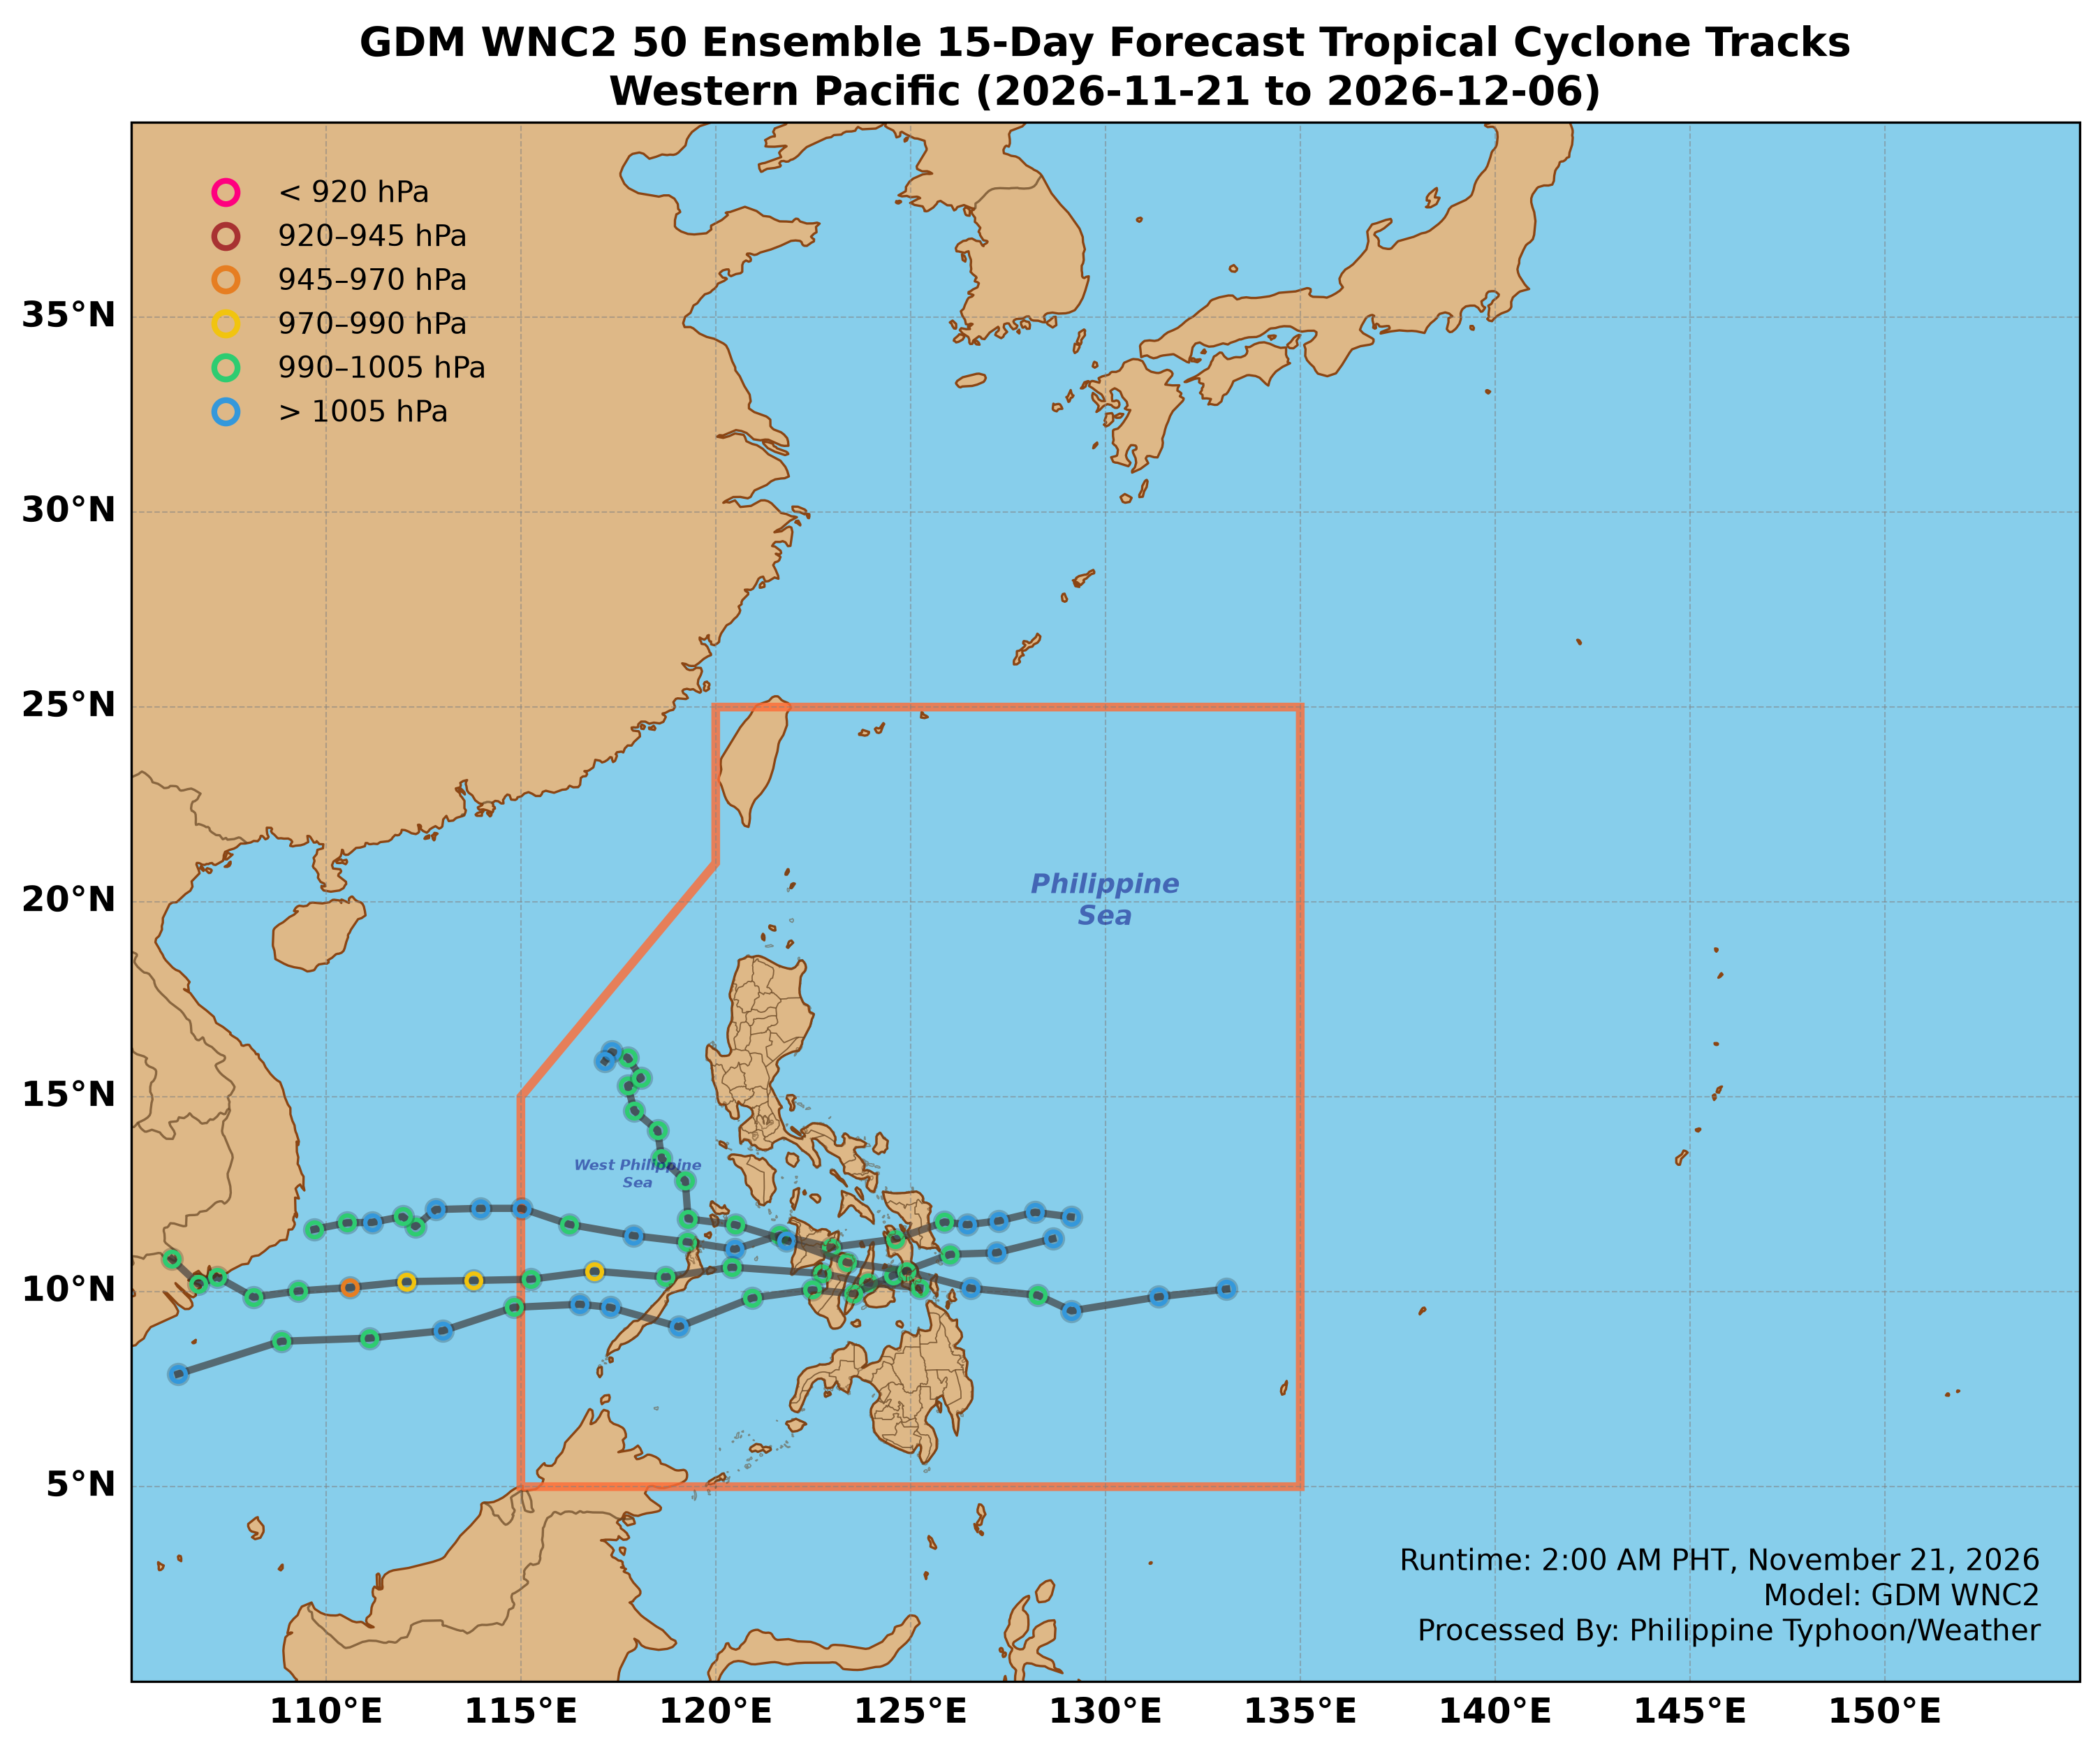 GDM WNC2 50 Ensemble 15-Day Forecast Tropical Cyclone Tracks
Western Pacific (2026-11-21 to 2026-12-06)
< 920 hPa
920–945 hPa
945–970 hPa
970–990 hPa
990–1005 hPa
> 1005 hPa
35°N
30°N
25°N
20°N
15°N
10°N
5°N
Philippine
Sea
West Philippine
Sea
Runtime: 2:00 AM PHT, November 21, 2026
Model: GDM WNC2
Processed By: Philippine Typhoon/Weather
110°E
115°E
120°E
125°E
130°E
135°E
140°E
145°E
150°E